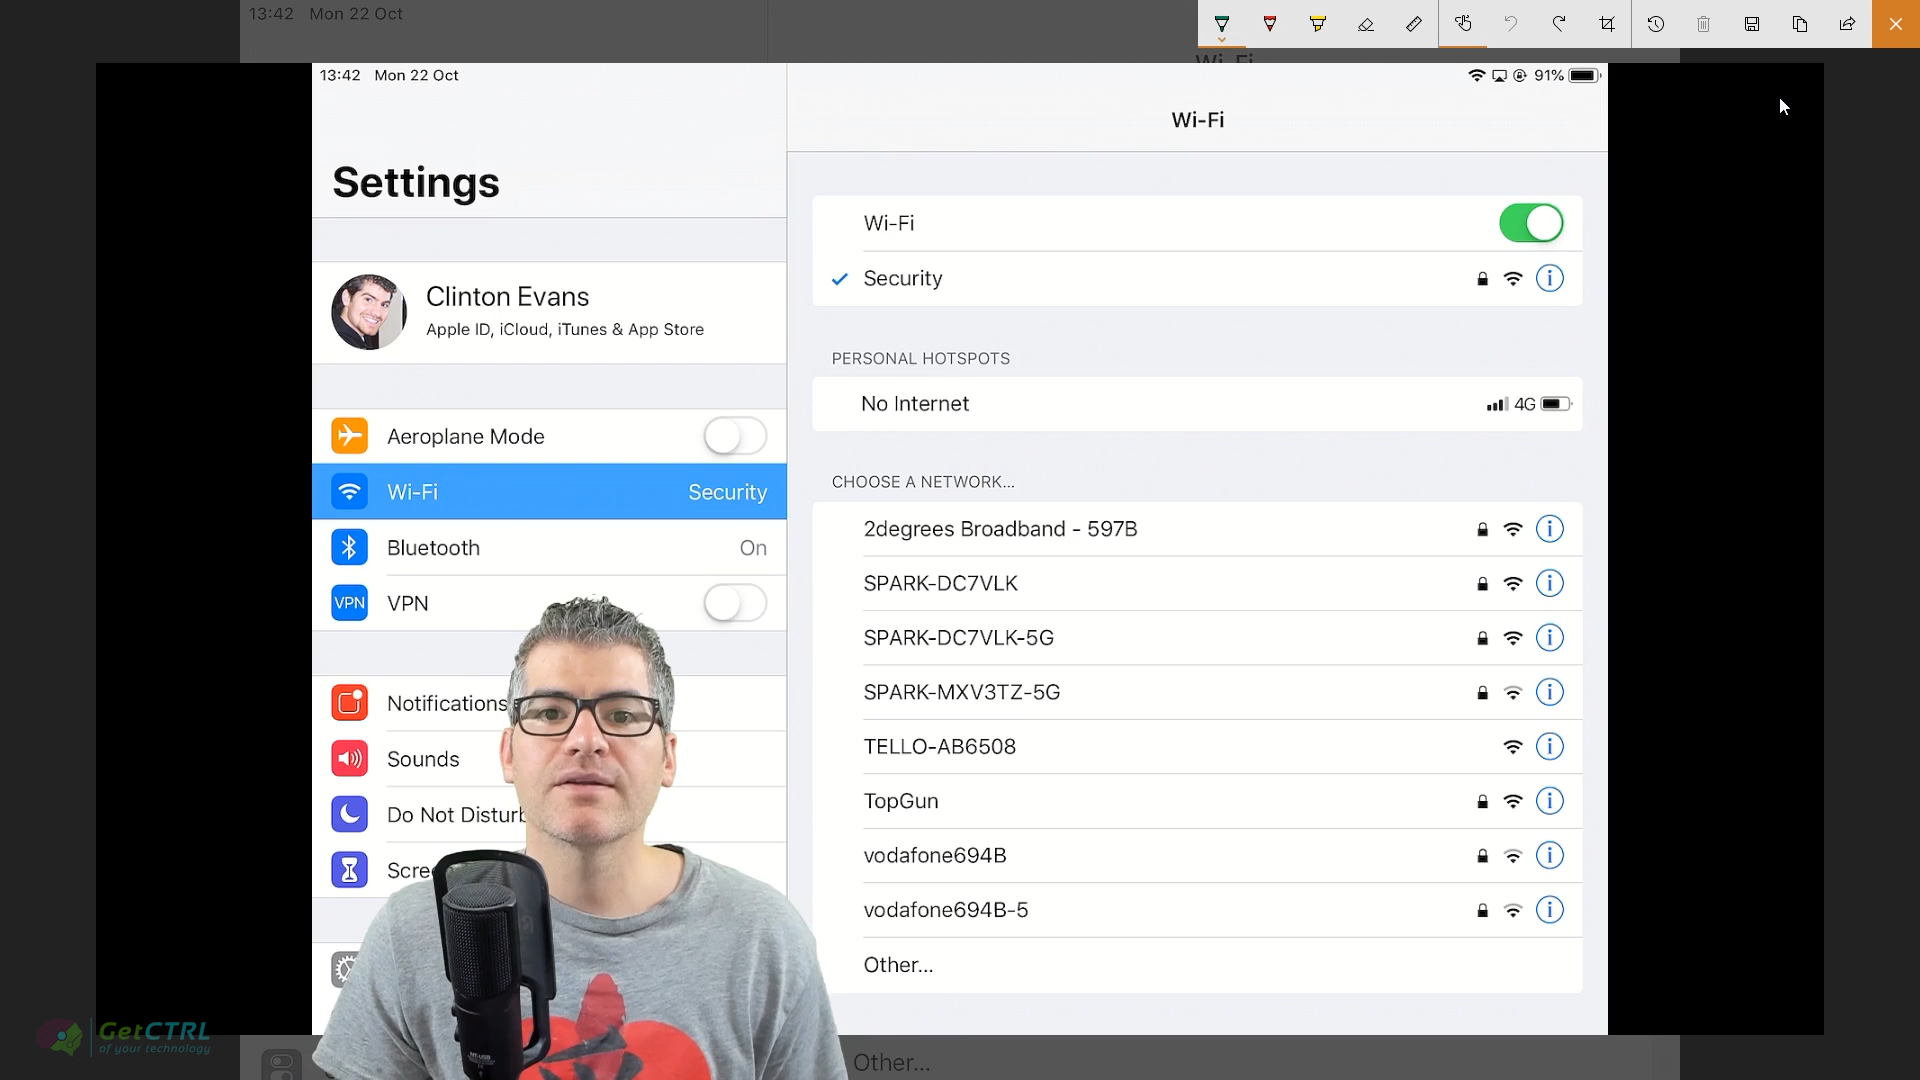 13:42 Mon 22 Oct
Wi-Fi
13:42 Mon 22 Oct
91%
Settings
Clinton Evans
Apple ID, iCloud, iTunes & App Store
Aeroplane Mode
Wi-Fi Security
Bluetooth On
VPN VPN
Notifications
Sounds
Do Not Disturb
Wi-Fi
Wi-Fi
Security
PERSONAL HOTSPOTS
No Internet 4G
CHOOSE A NETWORK...
2degrees Broadband - 597B
SPARK-DC7VLK
SPARK-DC7VLK-5G
SPARK-MXV3TZ-5G
TELLO-AB6508
TopGun
vodafone694B
vodafone694B-5
Other...
Other...
GetCTRL
of your technology